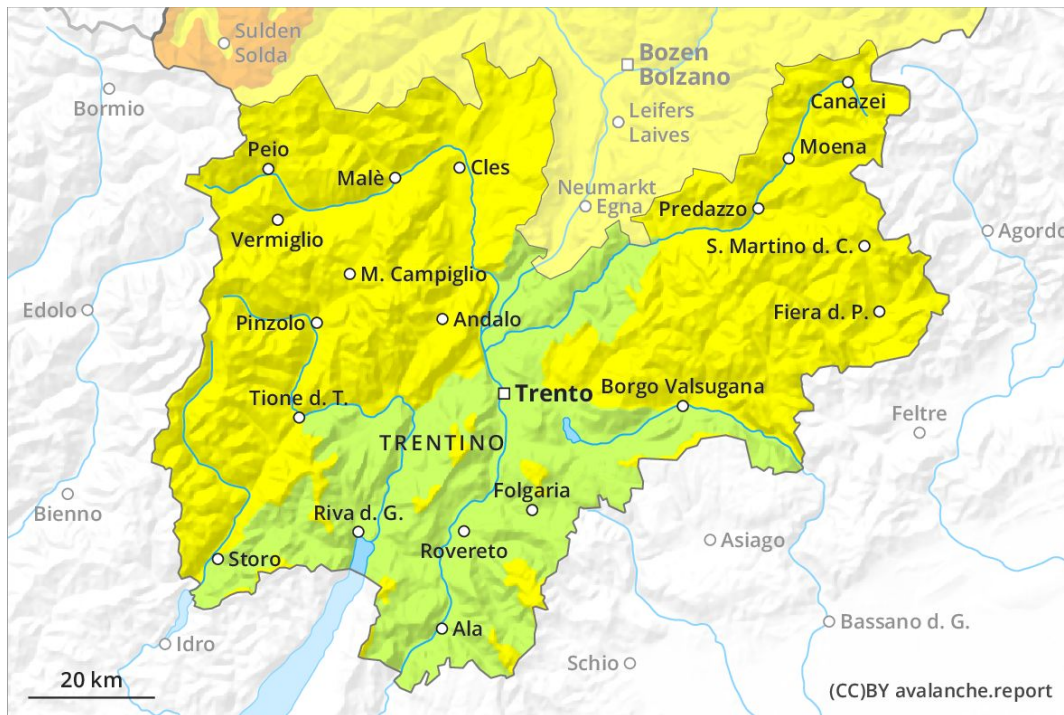 Sulden
Solda
Bozen
Bolzano
Bormio
Canazei
Leifers
Laives
Moena
Peio
Malè
Cles
Neumarkt
Egna
Predazzo
Vermiglio
S. Martino d. C.
Agordo
M. Campiglio
Edolo
Pinzolo
Andalo
Fiera d. P.
Trento
Borgo Valsugana
Tione d. T.
Feltre
TRENTINO
Bienno
Folgaria
Riva d. G.
Rovereto
Asiago
Storo
Ala
Bassano d. G.
Idro
Schio
20 km
(CC)BY avalanche.report